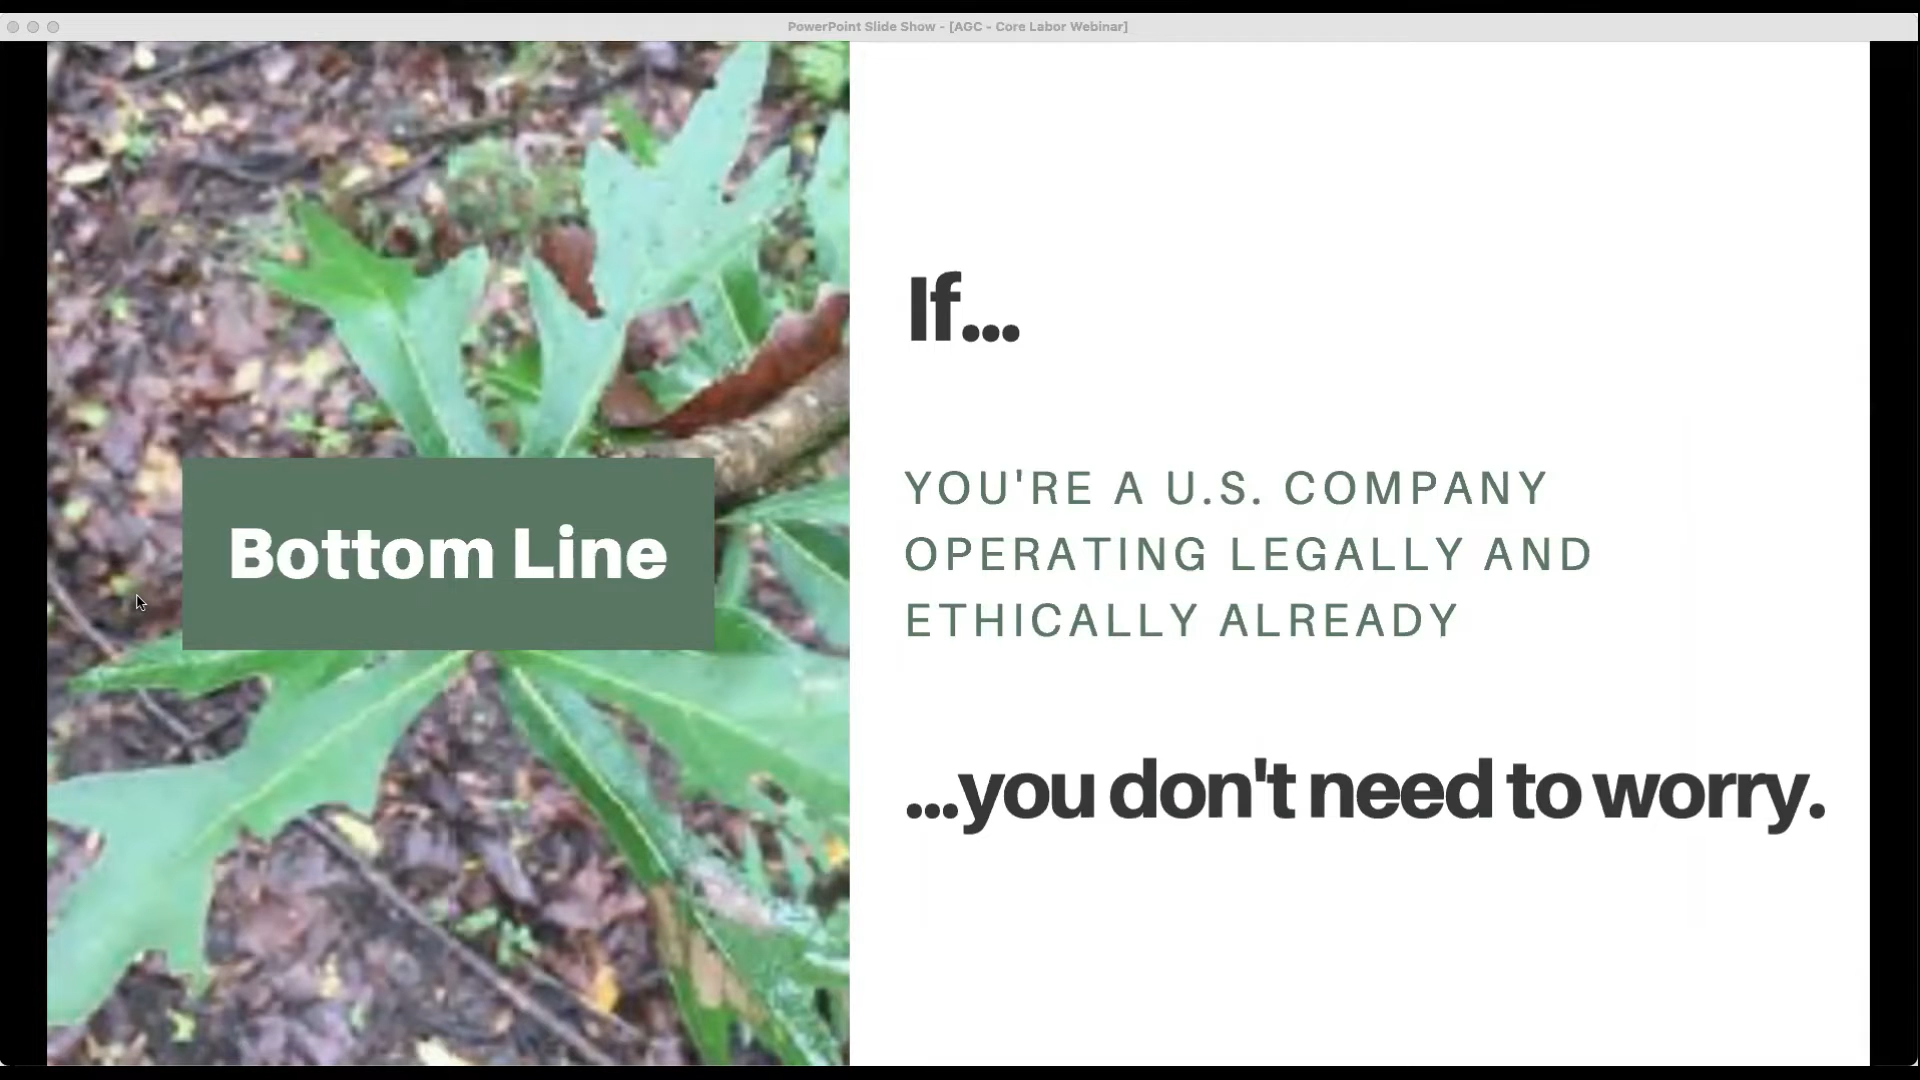 PowerPoint Slide Show - [AGC - Core Labor Webinar]
Bottom Line
If...
YOU'RE A U.S. COMPANY
OPERATING LEGALLY AND
ETHICALLY ALREADY
...you don't need to worry.